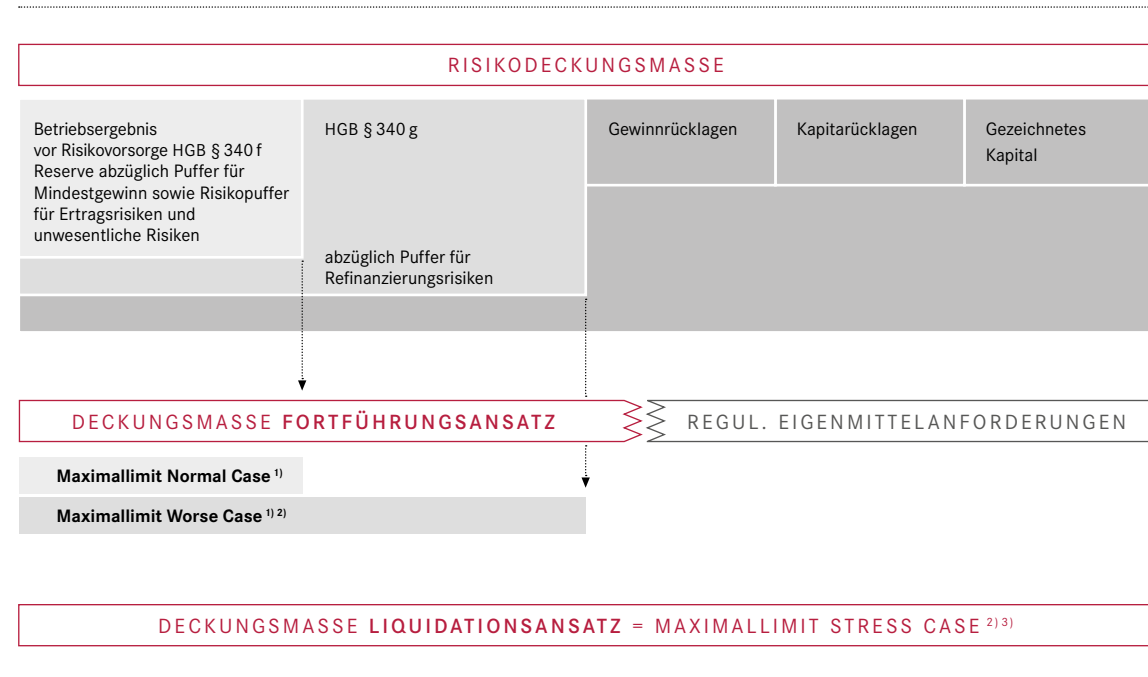 RISIKODECKUNGSMASSE
Betriebsergebnis
vor Risikovorsorge HGB § 340 f
Reserve abzüglich Puffer für
Mindestgewinn sowie Risikopuffer
für Ertragsrisiken und
unwesentliche Risiken
HGB § 340 g
abzüglich Puffer für
Refinanzierungsrisiken
Gewinnrücklagen
Kapitarücklagen
Gezeichnetes
Kapital
DECKUNGSMASSE FORTFÜHRUNGSANSATZ
REGUL. EIGENMITTELANFORDERUNGEN
Maximallimit Normal Case 1)
Maximallimit Worse Case 1) 2)
DECKUNGSMASSE LIQUIDATIONSANSATZ = MAXIMALLIMIT STRESS CASE 2) 3)